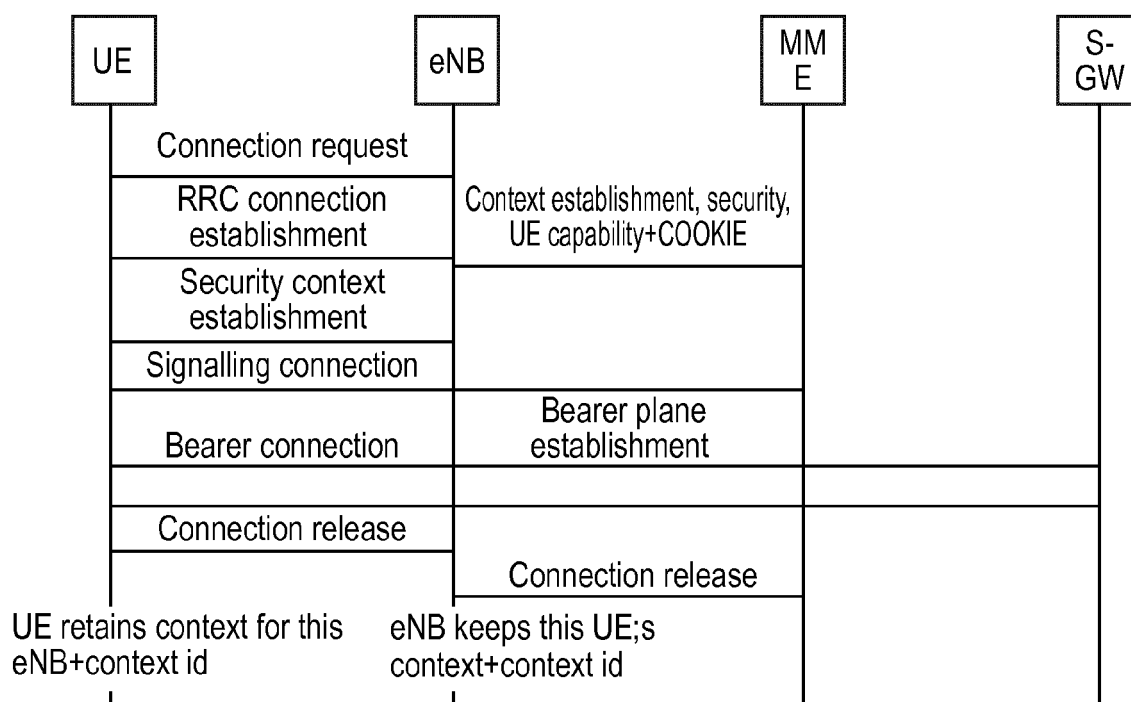 UE
eNB
MM
E
S-
GW
Connection request
RRC connection
establishment
Context establishment, security,
UE capability+COOKIE
Security context
establishment
Signalling connection
Bearer plane
establishment
Bearer connection
Connection release
Connection release
UE retains context for this
eNB+context id
eNB keeps this UE;s
context+context id